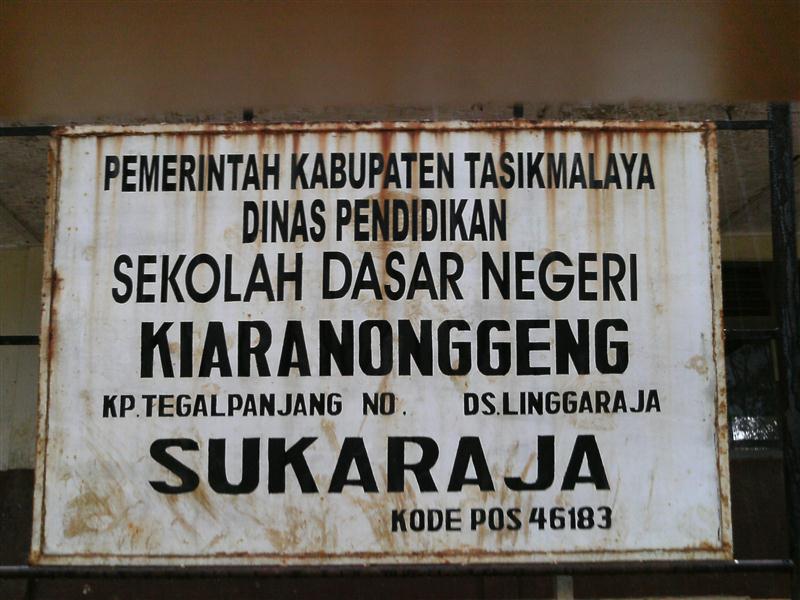 PEMERINTAH KABUPATEN TASIKMALAYA
DINAS PENDIDIKAN
SEKOLAH DASAR NEGERI
KIARANONGGENG
KP.TEGALPANJANG NO. DS.LINGGARAJA
SUKARAJA
KODE POS 46183